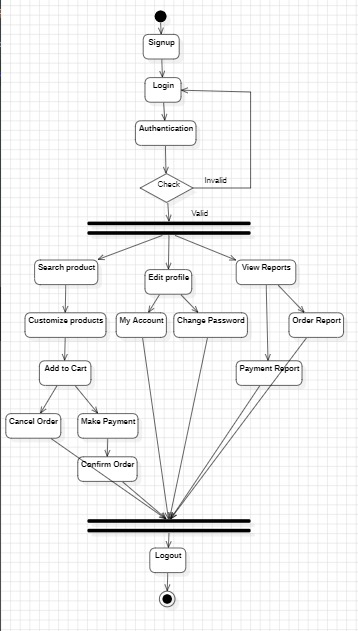 Signup
Login
Authentication
Check
Invalid
Valid
Search product
Edit profile
View Reports
Customize products
My Account
Change Password
Order Report
Add to Cart
Payment Report
Cancel Order
Make Payment
Confirm Order
Logout